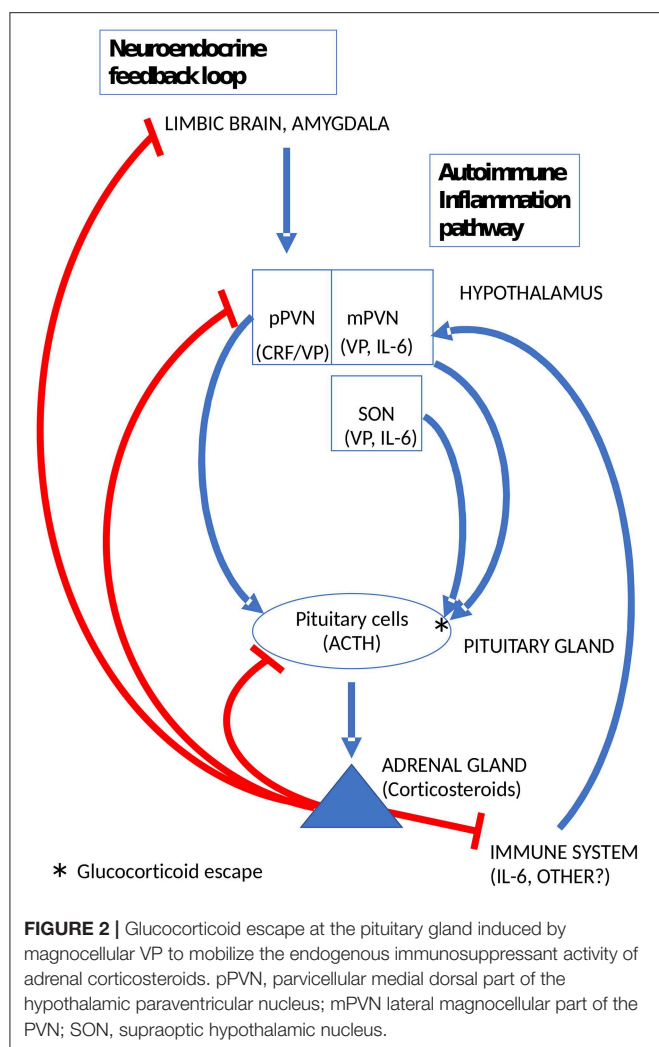 Neuroendocrine
feedback loop
LIMBIC BRAIN, AMYGDALA
Autoimmune
Inflammation
pathway
HYPOTHALAMUS
pPVN
(CRF/VP)
mPVN
(VP, IL-6)
SON
(VP, IL-6)
Pituitary cells
(ACTH)
*
PITUITARY GLAND
ADRENAL GLAND
(Corticosteroids)
IMMUNE SYSTEM
(IL-6, OTHER?)
* Glucocorticoid escape
FIGURE 2 | Glucocorticoid escape at the pituitary gland induced by
magnocellular VP to mobilize the endogenous immunosuppressant activity of
adrenal corticosteroids. pPVN, parvicellular medial dorsal part of the
hypothalamic paraventricular nucleus; mPVN lateral magnocellular part of the
PVN; SON, supraoptic hypothalamic nucleus.